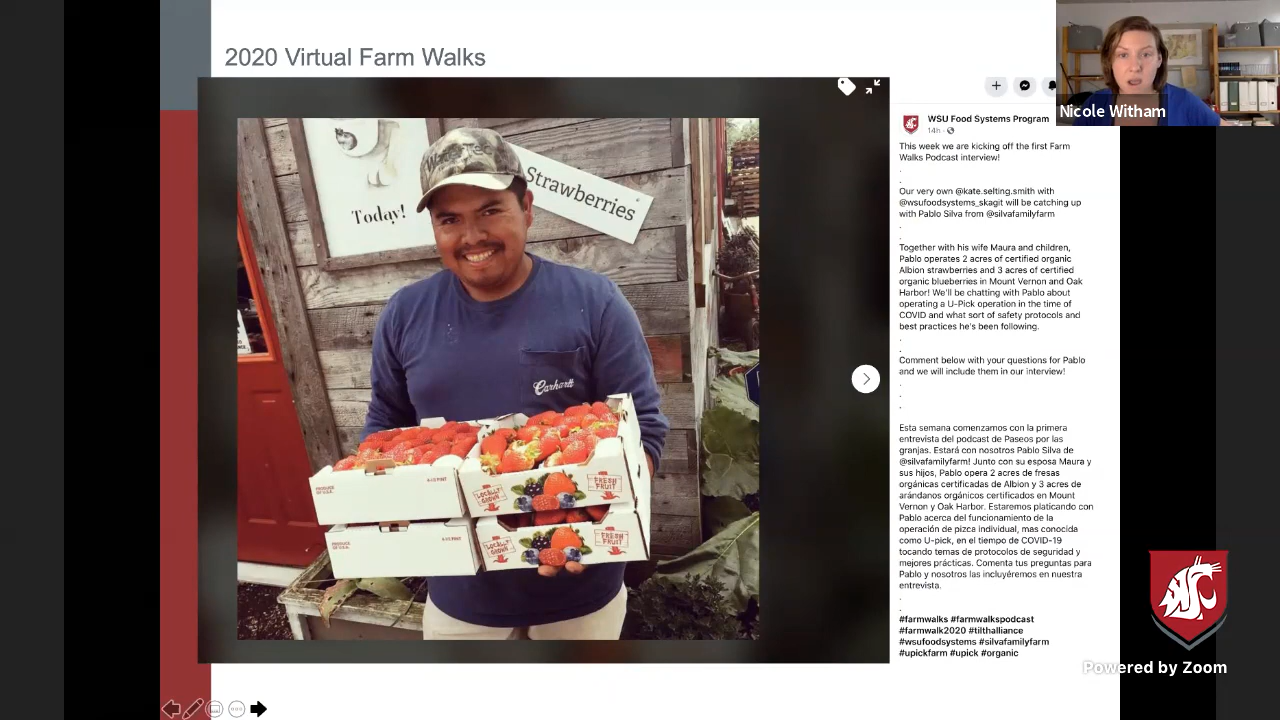 2020 Virtual Farm Walks
Nicole Witham
Today!
Strawberries
Carhartt
LOCALLY
GROWN
FRESH
FRUIT
LOCALLY
GROWN
FRESH
FRUIT
WSU Food Systems Program
14h
This week we are kicking off the first Farm
Walks Podcast interview!
.
.
Our very own @kate.selting.smith with
@wsufoodsystems_skagit will be catching up
with Pablo Silva from @silvafamilyfarm
.
.
Together with his wife Maura and children,
Pablo operates 2 acres of certified organic
Albion strawberries and 3 acres of certified
organic blueberries in Mount Vernon and Oak
Harbor! We'll be chatting with Pablo about
operating a U-Pick operation in the time of
COVID and what sort of safety protocols and
best practices he's been following.
.
.
Comment below with your questions for Pablo
and we will include them in our interview!
.
.
.
Esta semana comenzamos con la primera
entrevista del podcast de Paseos por las
granjas. Estará con nosotros Pablo Silva de
@silvafamilyfarm! Junto con su esposa Maura y
sus hijos, Pablo opera 2 acres de fresas
orgánicas certificadas de Albion y 3 acres de
arándanos orgánicos certificados en Mount
Vernon y Oak Harbor. Estaremos platicando con
Pablo acerca del funcionamiento de la
operación de pizca individual, mas conocida
como U-pick, en el tiempo de COVID-19
tocando temas de protocolos de seguridad y
mejores prácticas. Comenta tus preguntas para
Pablo y nosotros las incluyéremos en nuestra
entrevista.
.
.
#farmwalks #farmwalkspodcast
#farmwalk2020 #tilthalliance
#wsufoodsystems #silvafamilyfarm
#upickfarm #upick #organic
Powered by Zoom